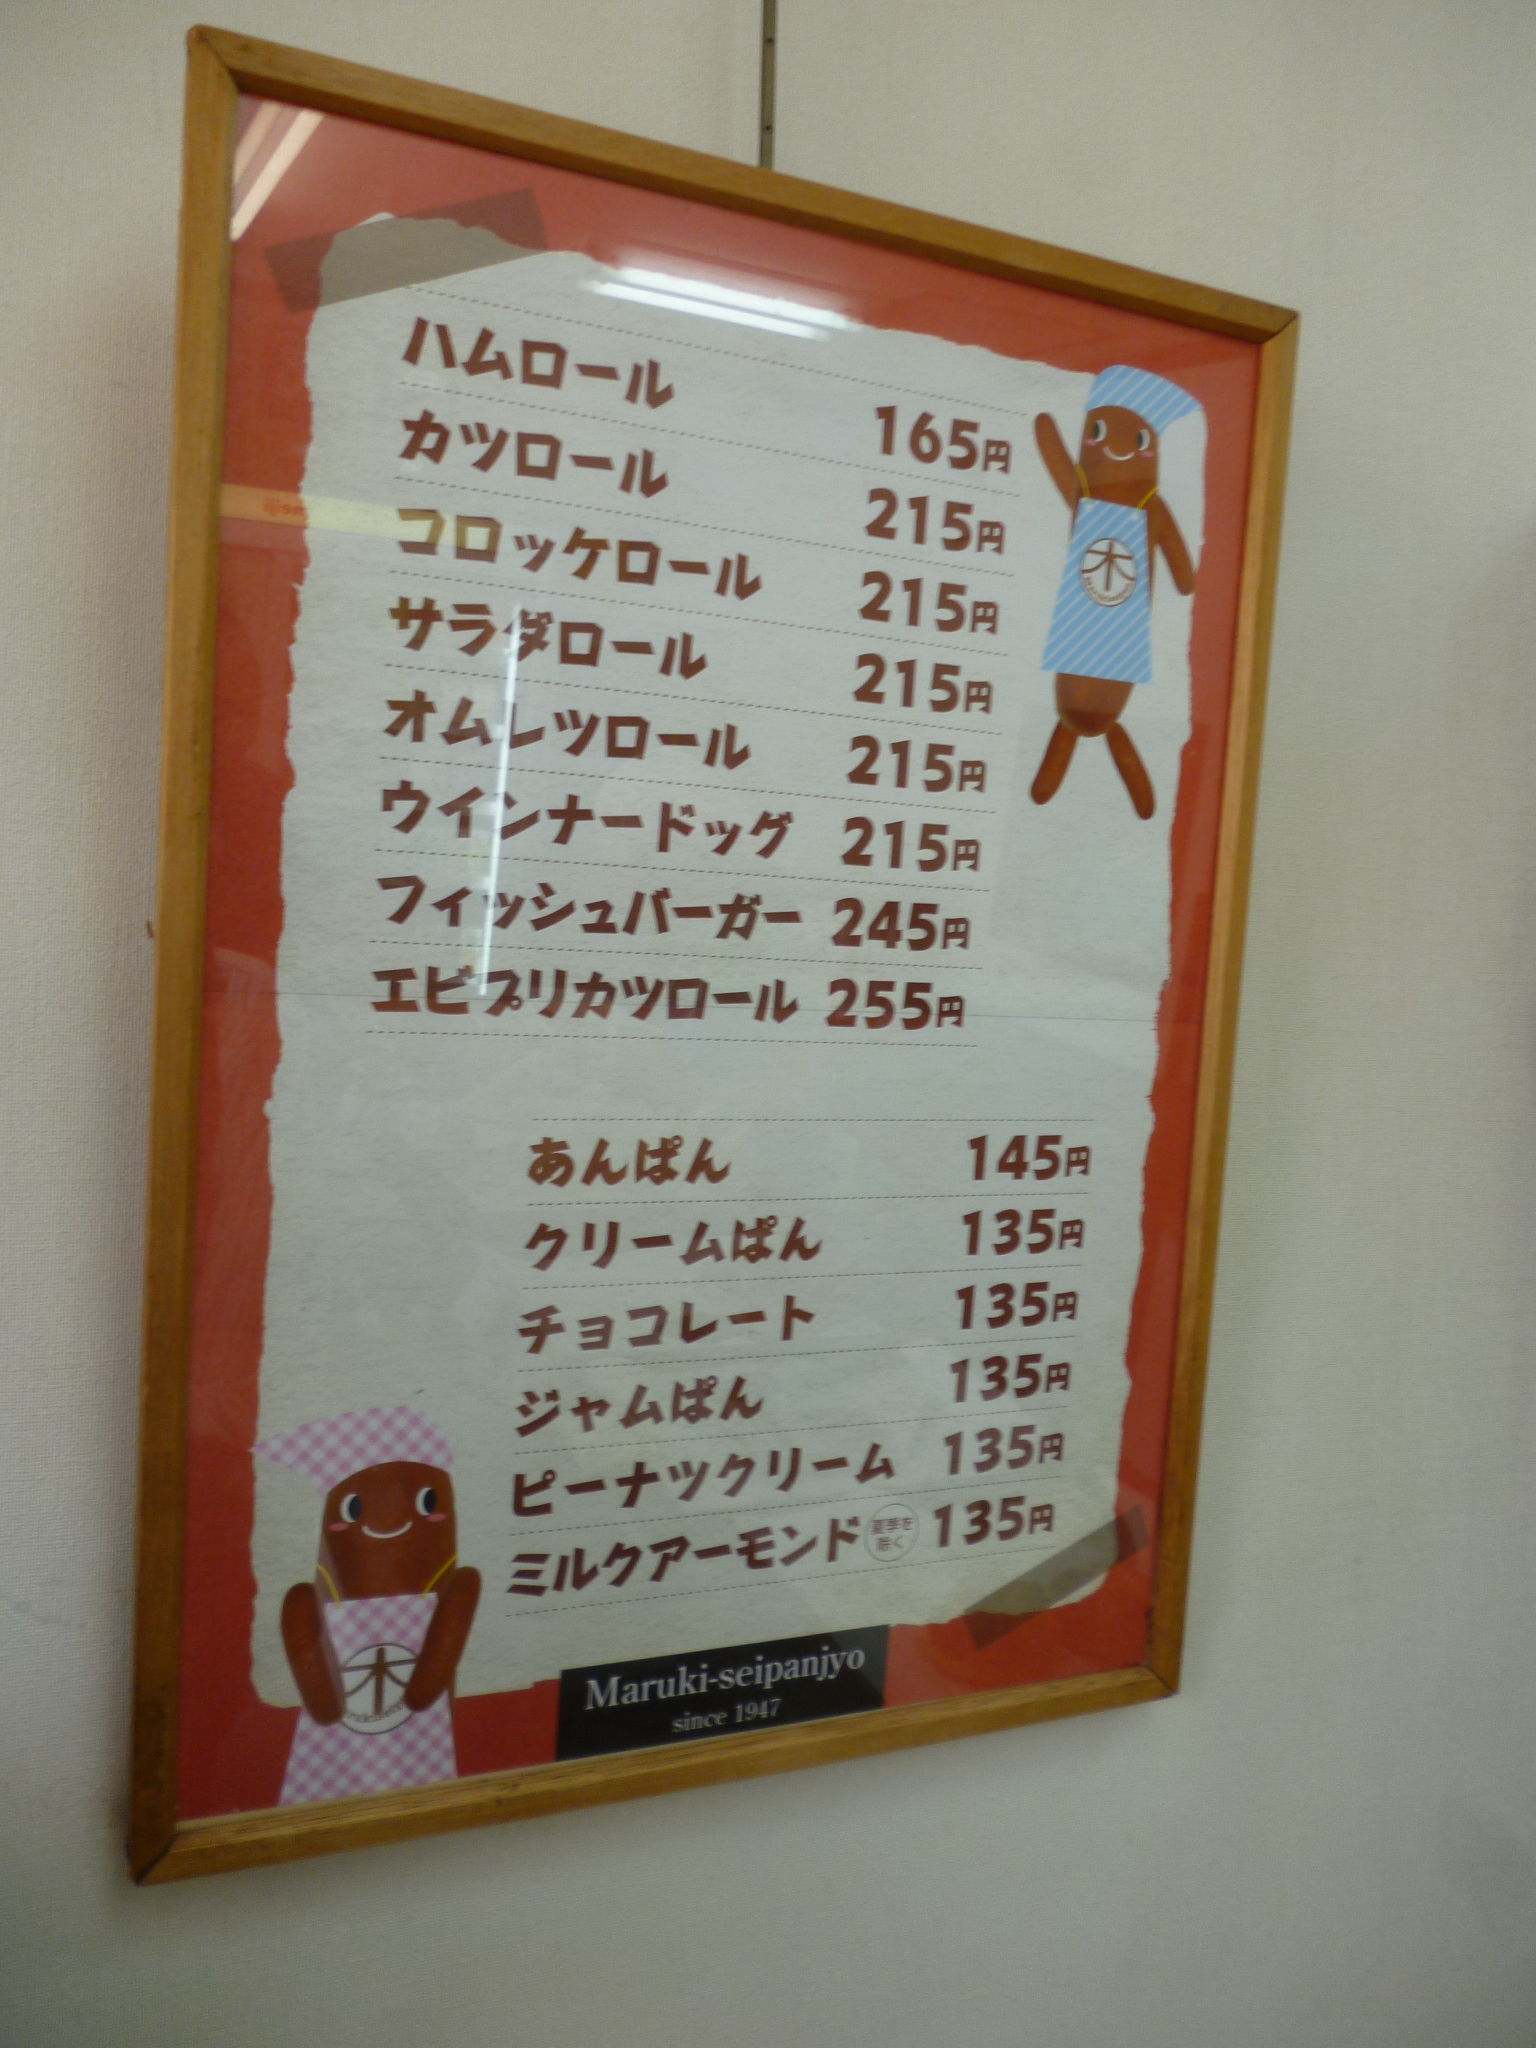 ハムロール 165円
カツロール 215円
コロッケロール 215円
サラダロール 215円
オムレツロール 215円
ウインナードッグ 215円
フィッシュバーガー 245円
エビプリカツロール 255円
あんぱん 145円
クリームぱん 135円
チョコレート 135円
ジャムぱん 135円
ピーナツクリーム 135円
ミルクアーモンド 夏季を除く 135円
木
木
Maruki-seipanjyo
since 1947